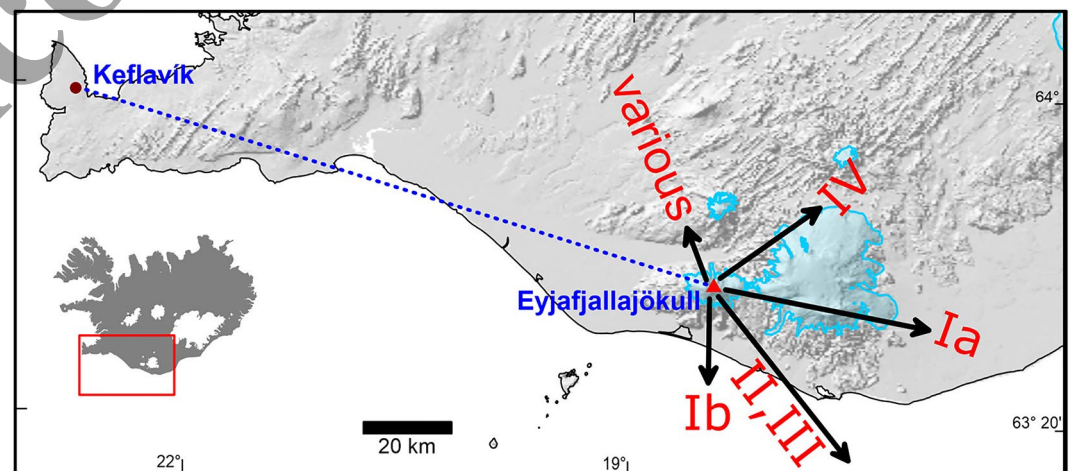 Keflavík
64°
various
IV
Eyjafjallajökull
Ia
Ib
II,III
20 km
63° 20'
22°
19°